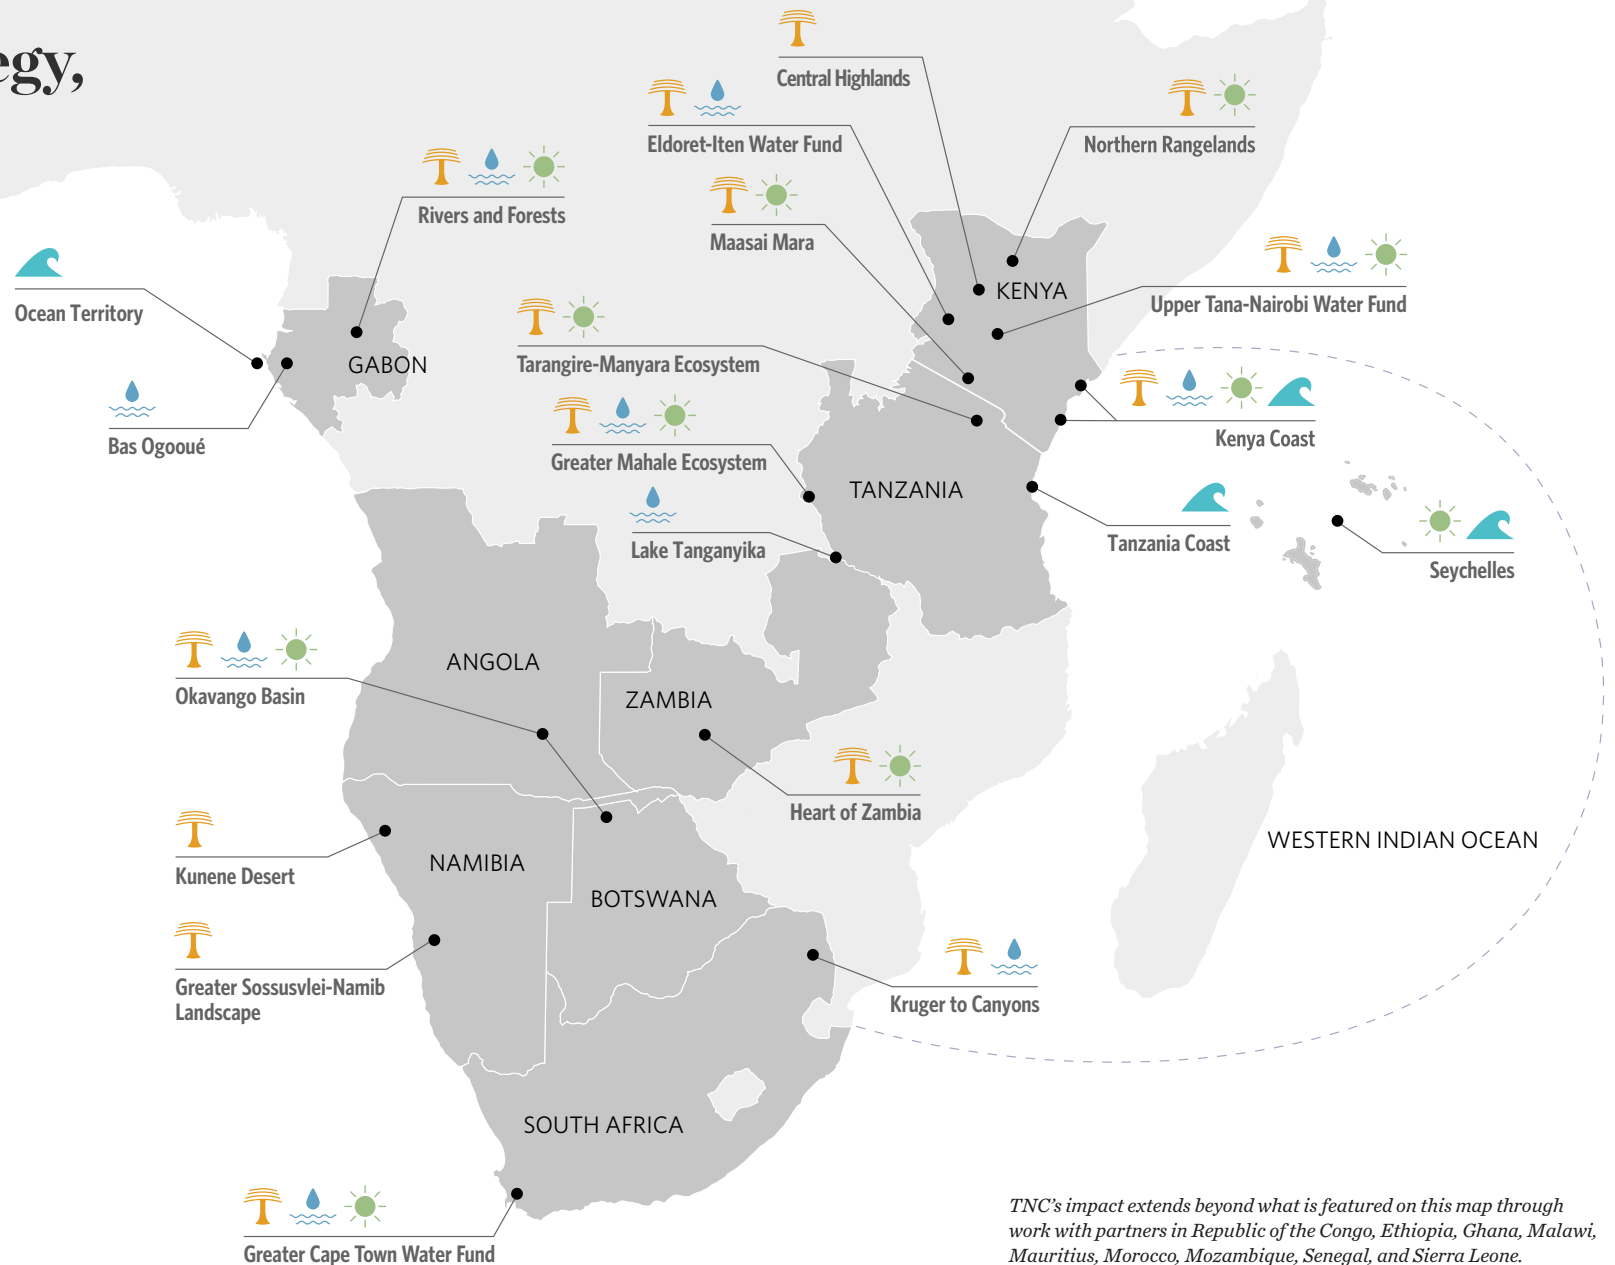 egy,
Central Highlands
Eldoret-Iten Water Fund
Northern Rangelands
Rivers and Forests
Maasai Mara
KENYA
Upper Tana-Nairobi Water Fund
Ocean Territory
GABON
Tarangire-Manyara Ecosystem
Bas Ogooué
Kenya Coast
Greater Mahale Ecosystem
TANZANIA
Lake Tanganyika
Tanzania Coast
Seychelles
ANGOLA
Okavango Basin
ZAMBIA
Heart of Zambia
WESTERN INDIAN OCEAN
NAMIBIA
Kunene Desert
BOTSWANA
Greater Sossusvlei-Namib
Landscape
Kruger to Canyons
SOUTH AFRICA
Greater Cape Town Water Fund
TNC’s impact extends beyond what is featured on this map through
work with partners in Republic of the Congo, Ethiopia, Ghana, Malawi,
Mauritius, Morocco, Mozambique, Senegal, and Sierra Leone.